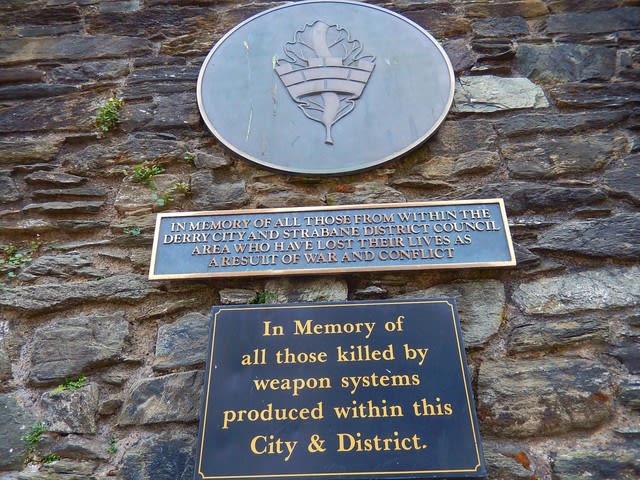 IN MEMORY OF ALL THOSE FROM WITHIN THE
DERRY CITY AND STRABANE DISTRICT COUNCIL
AREA WHO HAVE LOST THEIR LIVES AS
A RESULT OF WAR AND CONFLICT
In Memory of
all those killed by
weapon systems
produced within this
City & District.